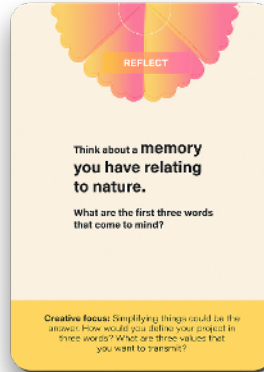 REFLECT
Think about a memory
you have relating
to nature.
What are the first three words
that come to mind?
Creative focus: Simplifying things could be the
answer. How would you define your project in
three words? What are three values that
you want to transmit?